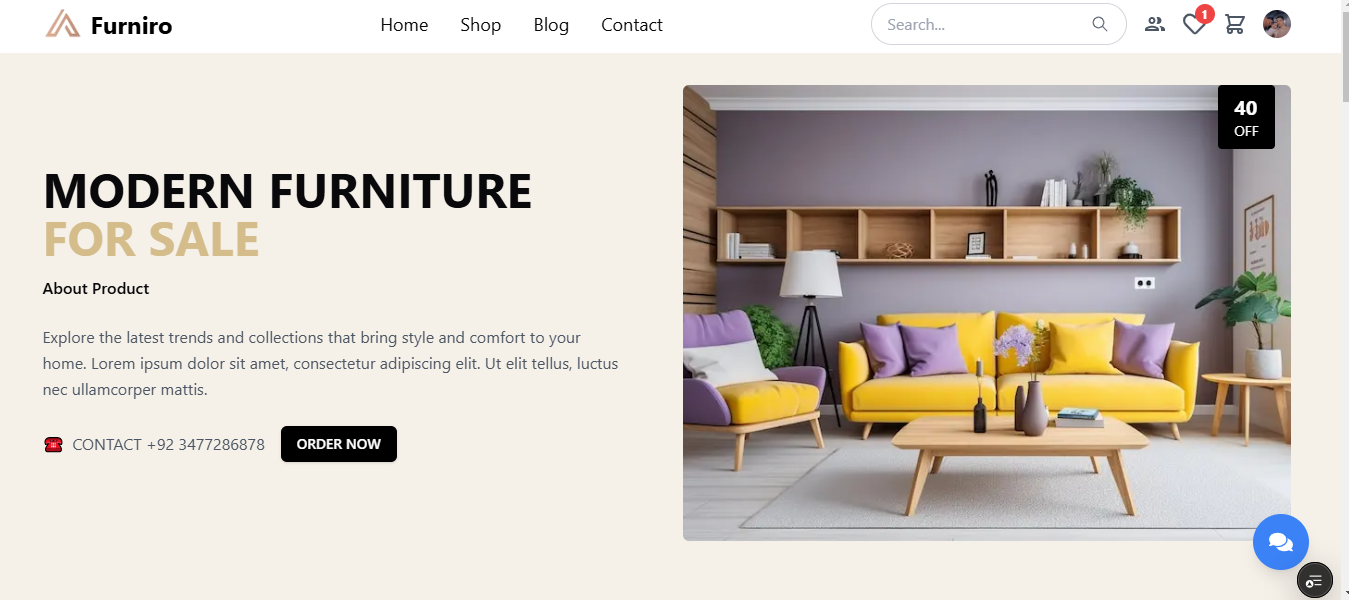 Furniro
Home Shop Blog Contact
Search...
1
40
OFF
MODERN FURNITURE
FOR SALE
About Product
Explore the latest trends and collections that bring style and comfort to your
home. Lorem ipsum dolor sit amet, consectetur adipiscing elit. Ut elit tellus, luctus
nec ullamcorper mattis.
CONTACT +92 3477286878
ORDER NOW